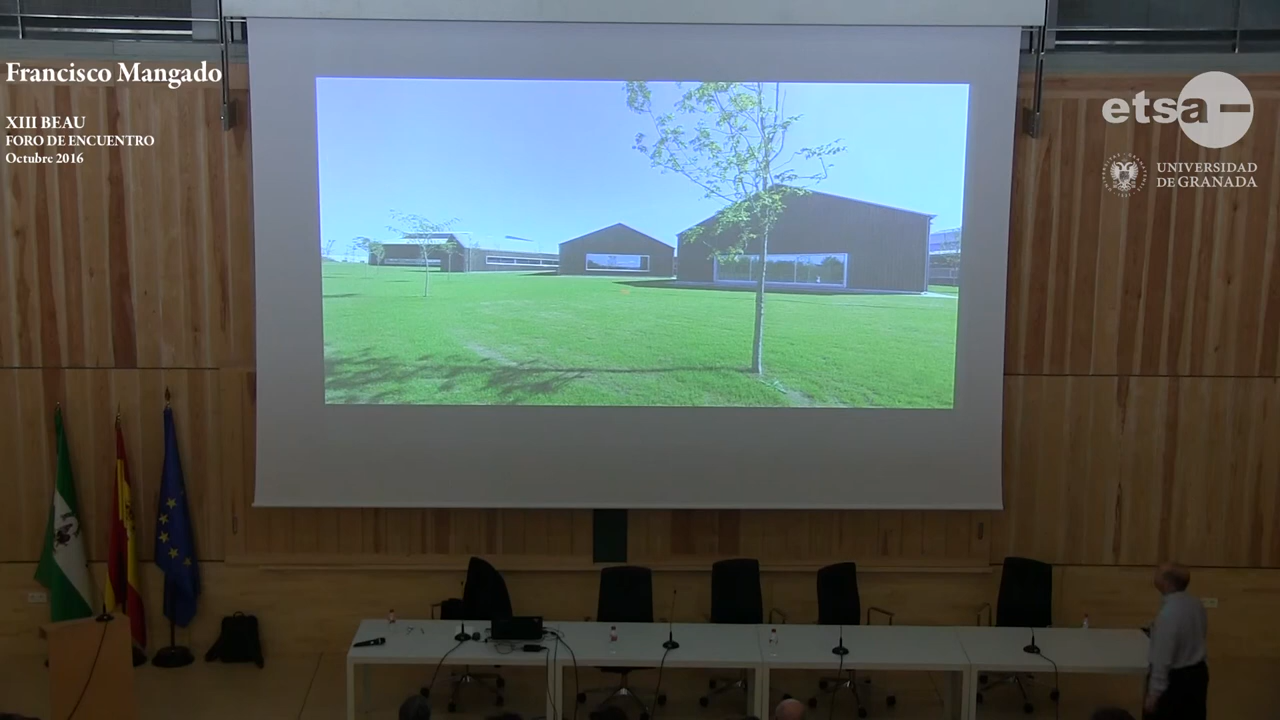 Francisco Mangado
XIII BEAU
FORO DE ENCUENTRO
Octubre 2016
etsa
UNIVERSIDAD
DE GRANADA